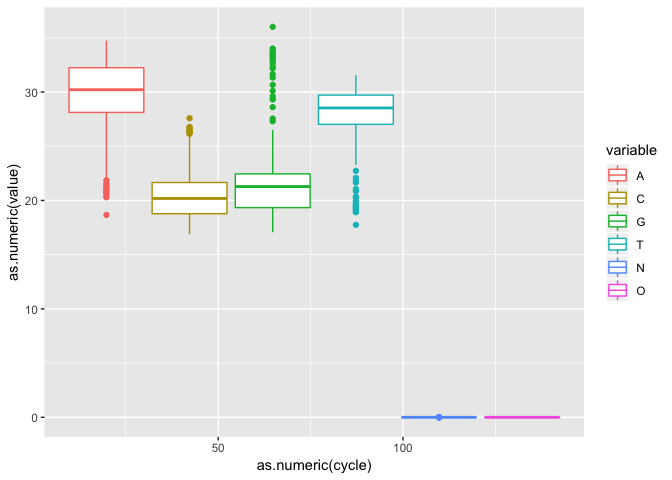 30
20
10
0
as.numeric(value)
50
100
as.numeric(cycle)
variable
A
C
G
T
N
O